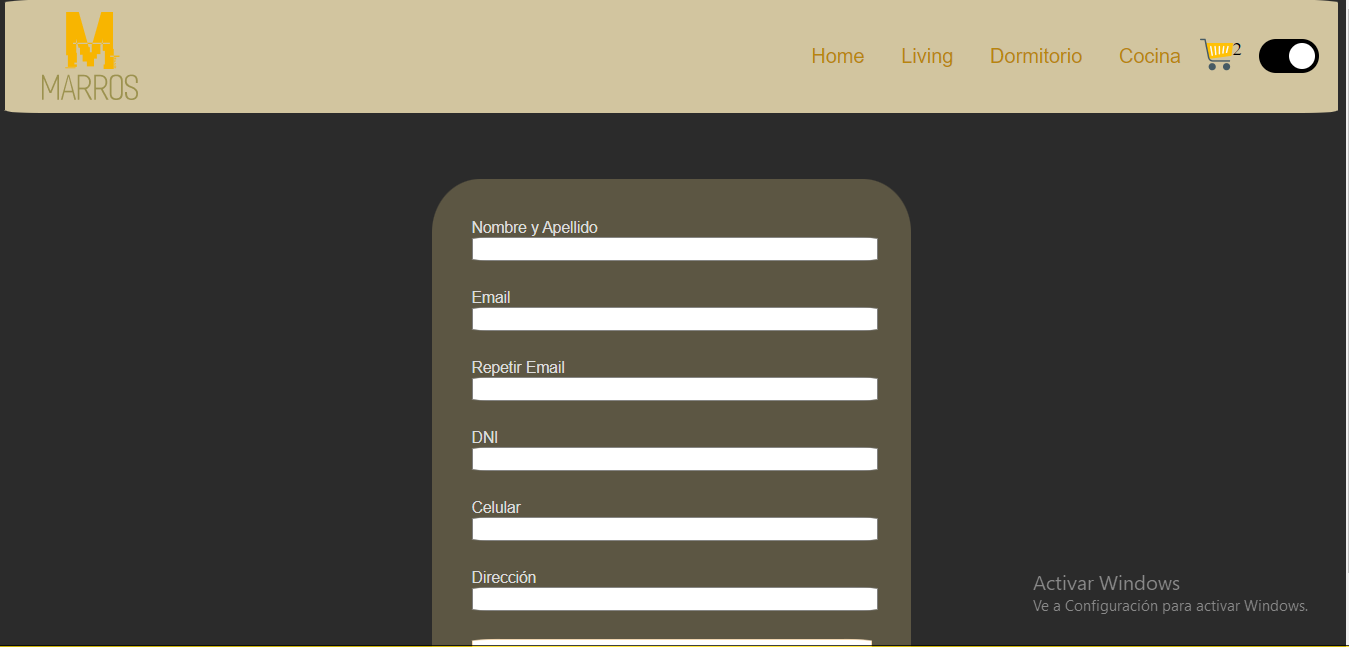 M
MARROS
Home Living Dormitorio Cocina 2
Nombre y Apellido
Email
Repetir Email
DNI
Celular
Dirección
Activar Windows
Ve a Configuración para activar Windows.